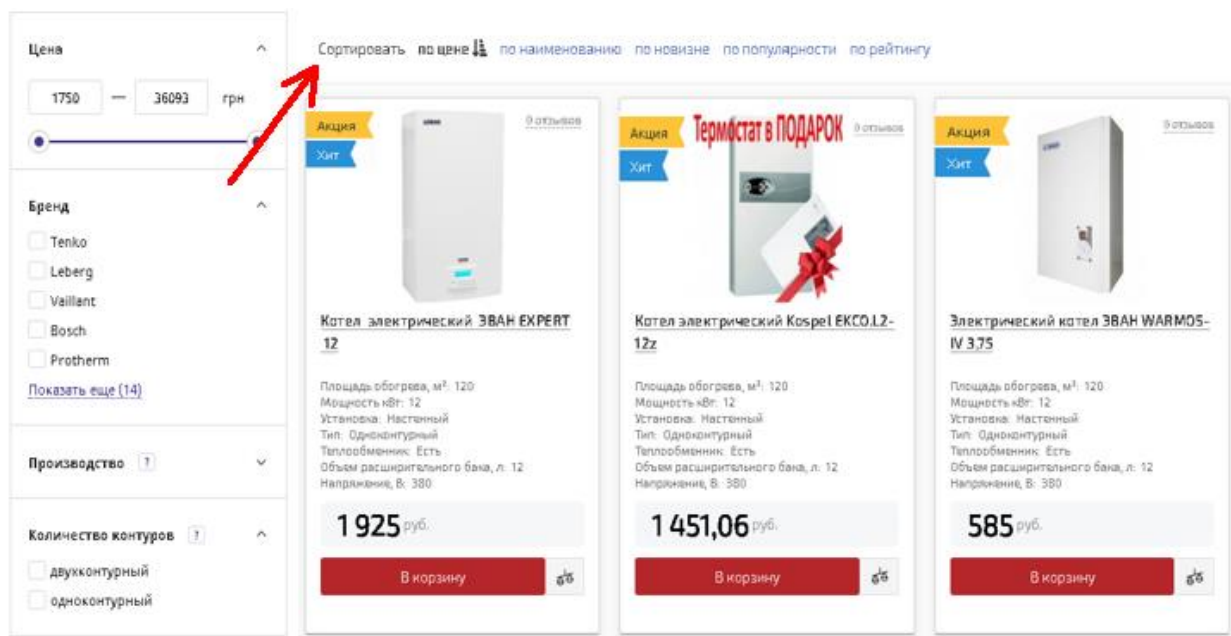 Цена
1750 — 36093 грн
Бренд
Tenko
Leberg
Vaillant
Bosch
Protherm
Показать еще (14)
Производство ?
Количество контуров ?
двухконтурный
одноконтурный
Сортировать по цене по наименованию по новизне по популярности по рейтингу
Акция
Хит
0 отзывов
Котел электрический ЭВАН EXPERT
12
Площадь обогрева, м²: 120
Мощность кВт: 12
Установка: Настенный
Тип: Одноконтурный
Теплообменник: Есть
Объем расширительного бака, л: 12
Напряжение, В: 380
1 925 руб.
В корзину
Акция
Хит
Термостат в ПОДАРОК
0 отзывов
Котел электрический Kospel EKCO.L2-
12z
Площадь обогрева, м²: 120
Мощность кВт: 12
Установка: Настенный
Тип: Одноконтурный
Теплообменник: Есть
Объем расширительного бака, л: 12
Напряжение, В: 380
1 451,06 руб.
В корзину
Акция
Хит
0 отзывов
Электрический котел ЭВАН WARMOS-
IV 3,75
Площадь обогрева, м²: 120
Мощность кВт: 12
Установка: Настенный
Тип: Одноконтурный
Теплообменник: Есть
Объем расширительного бака, л: 12
Напряжение, В: 380
585 руб.
В корзину